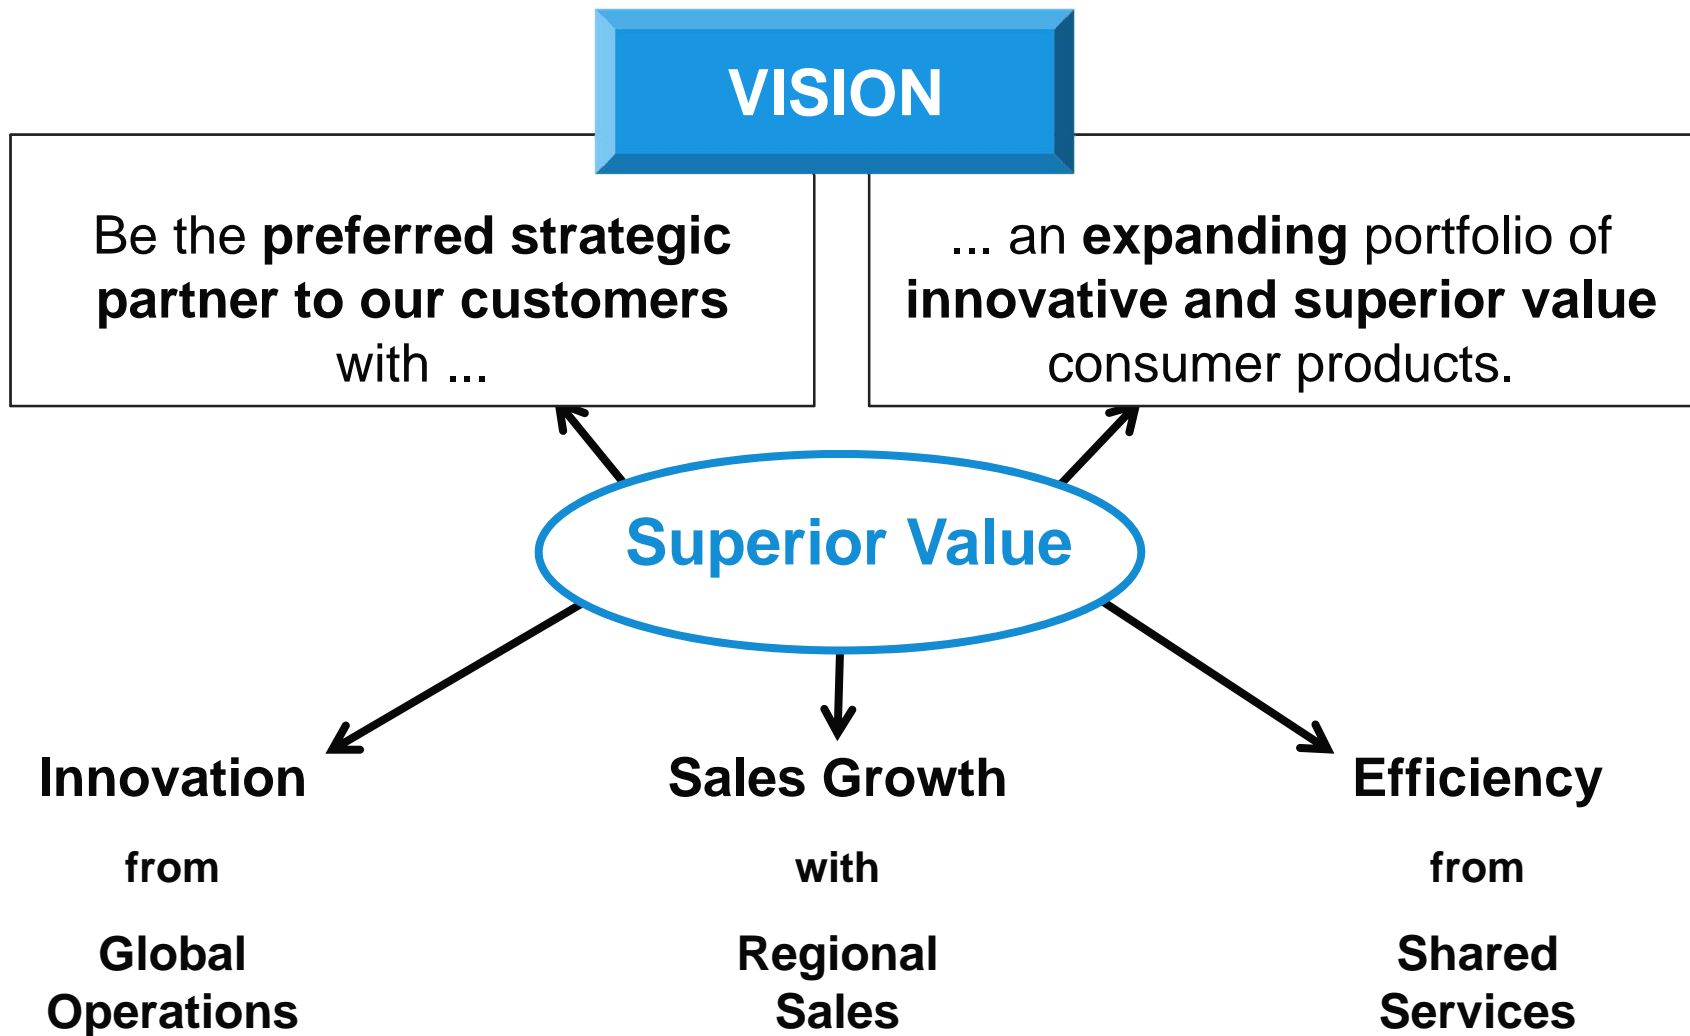 VISION
Be the preferred strategic
partner to our customers
with ...
... an expanding portfolio of
innovative and superior value
consumer products.
Superior Value
Innovation
from
Global
Operations
Sales Growth
with
Regional
Sales
Efficiency
from
Shared
Services